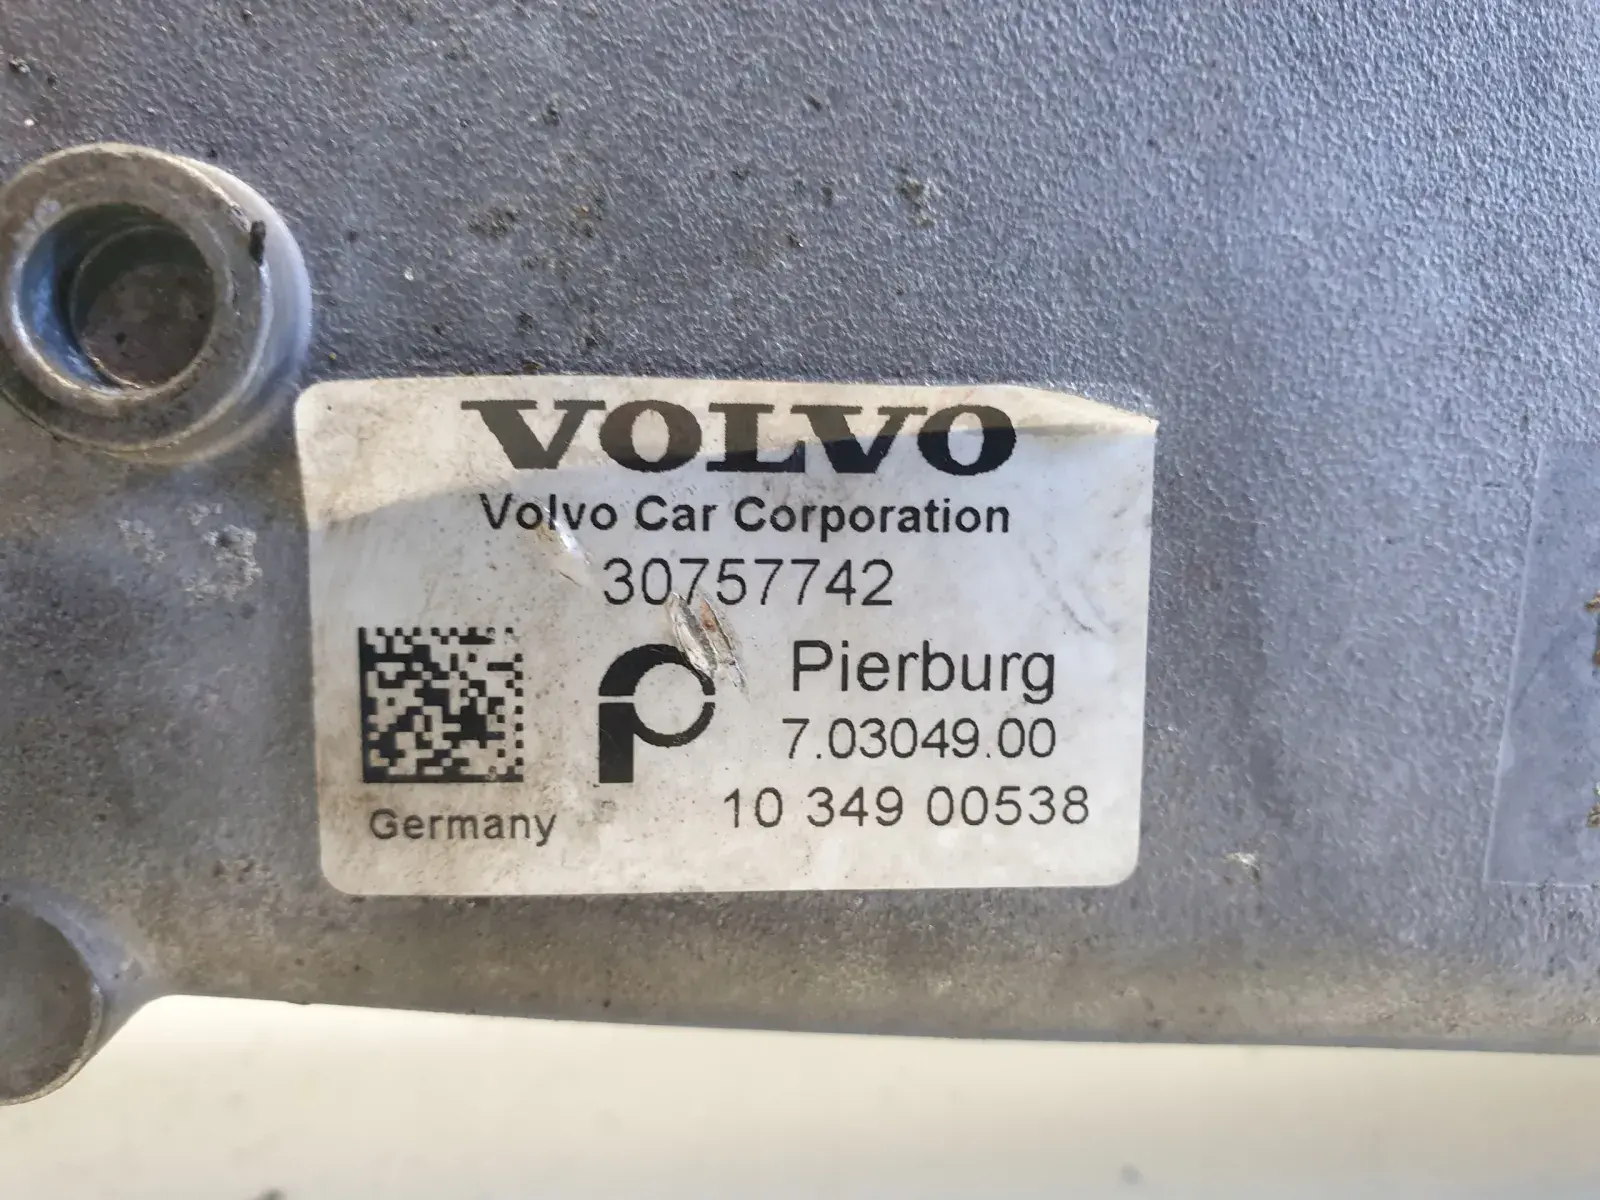 VOLVO
Volvo Car Corporation
30757742
Pierburg
7.03049.00
10 349 00538
Germany